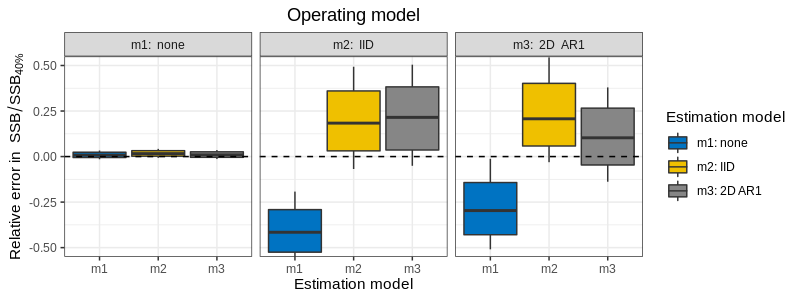 Operating model
m1: none
m2: IID
m3: 2D AR1
Relative error in SSB/SSB40%
0.50
0.25
0.00
-0.25
-0.50
m1 m2 m3
m1 m2 m3
m1 m2 m3
Estimation model
Estimation model
m1: none
m2: IID
m3: 2D AR1